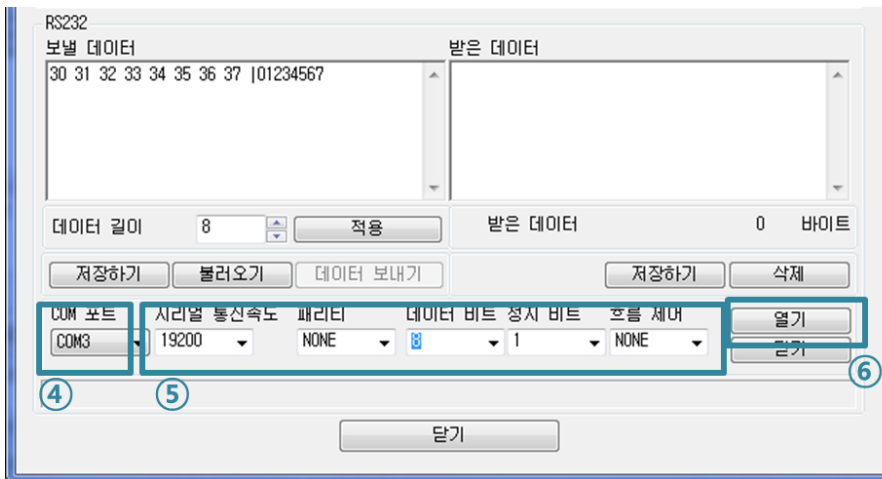 RS232
보낼 데이터 받은 데이터
30 31 32 33 34 35 36 37 |01234567
데이터 길이 8 적용 받은 데이터 0 바이트
저장하기 불러오기 데이터 보내기 저장하기 삭제
COM 포트 시리얼 통신속도 패리티 데이터 비트 정지 비트 흐름 제어 열기
COM3 19200 NONE 8 1 NONE 닫기
④ ⑤ ⑥
닫기